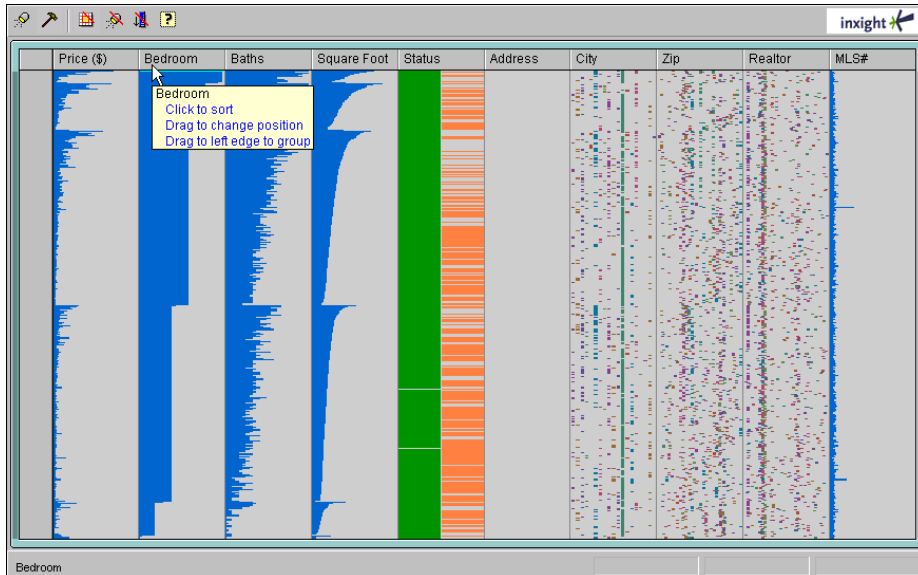 inxight
Price ($) Bedroom Baths Square Foot Status Address City Zip Realtor MLS#
Bedroom
Click to sort
Drag to change position
Drag to left edge to group
Bedroom